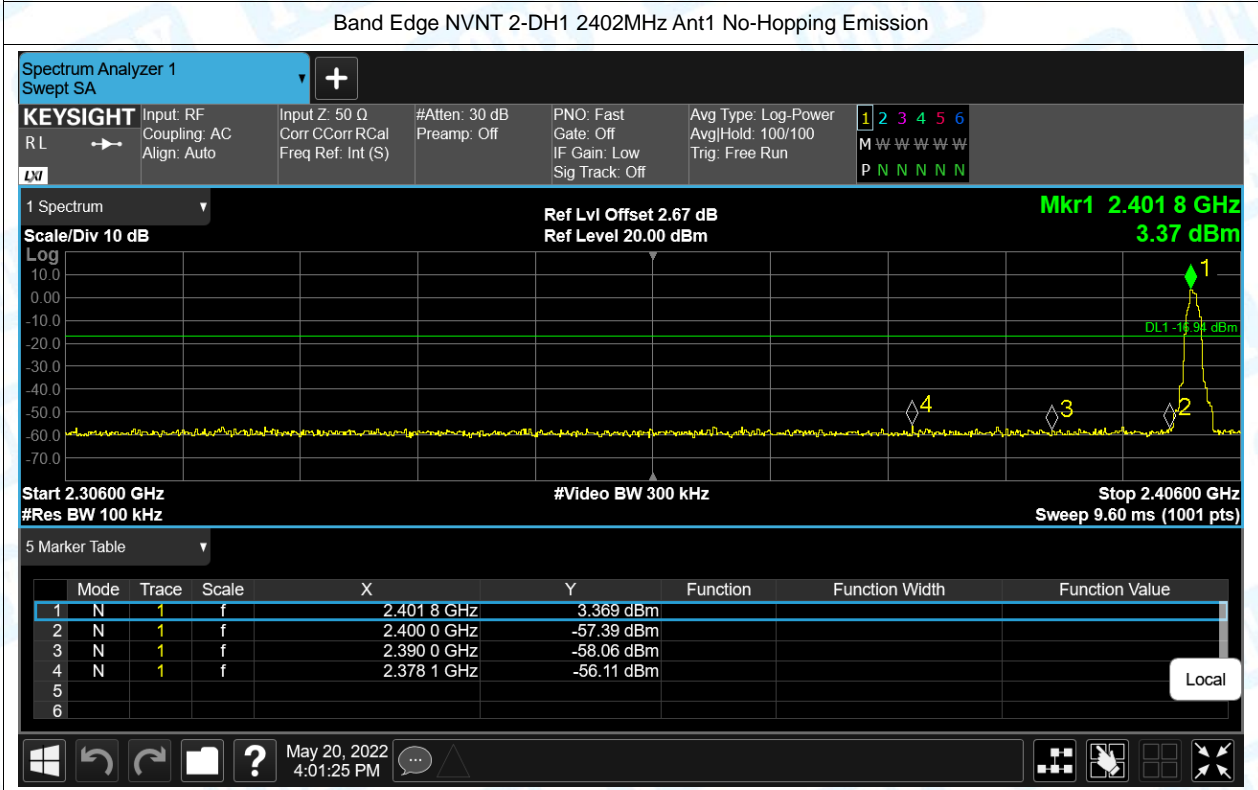 Band Edge NVNT 2-DH1 2402MHz Ant1 No-Hopping Emission
Spectrum Analyzer 1
Swept SA
+
KEYSIGHT
R L
LXI
Input: RF
Coupling: AC
Align: Auto
Input Z: 50 Ω
Corr CCorr RCal
Freq Ref: Int (S)
#Atten: 30 dB
Preamp: Off
PNO: Fast
Gate: Off
IF Gain: Low
Sig Track: Off
Avg Type: Log-Power
Avg|Hold: 100/100
Trig: Free Run
1 2 3 4 5 6
M W W W W W
P N N N N N
1 Spectrum
Scale/Div 10 dB
Ref Lvl Offset 2.67 dB
Ref Level 20.00 dBm
Mkr1 2.401 8 GHz
3.37 dBm
Log
10.0
0.00
-10.0
-20.0
-30.0
-40.0
-50.0
-60.0
-70.0
1
DL1 -16.94 dBm
4
3
2
Start 2.30600 GHz
#Res BW 100 kHz
#Video BW 300 kHz
Stop 2.40600 GHz
Sweep 9.60 ms (1001 pts)
5 Marker Table
Mode Trace Scale X Y Function Function Width Function Value
1 N 1 f 2.401 8 GHz 3.369 dBm
2 N 1 f 2.400 0 GHz -57.39 dBm
3 N 1 f 2.390 0 GHz -58.06 dBm
4 N 1 f 2.378 1 GHz -56.11 dBm
5
6
Local
?
May 20, 2022
4:01:25 PM